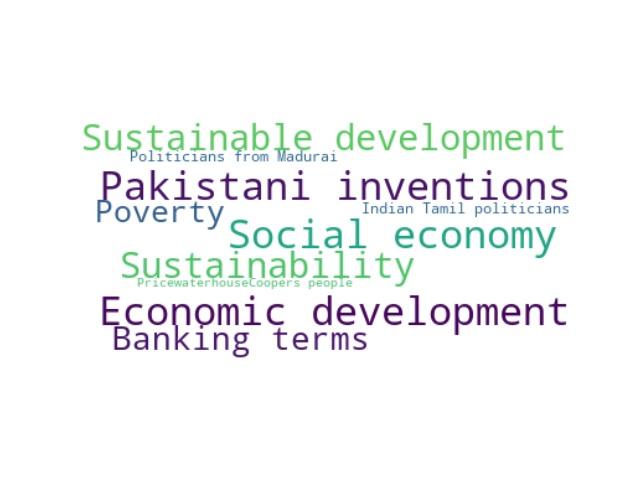 Sustainable development
Politicians from Madurai
Pakistani inventions
Poverty
Indian Tamil politicians
Social economy
Sustainability
PricewaterhouseCoopers people
Economic development
Banking terms